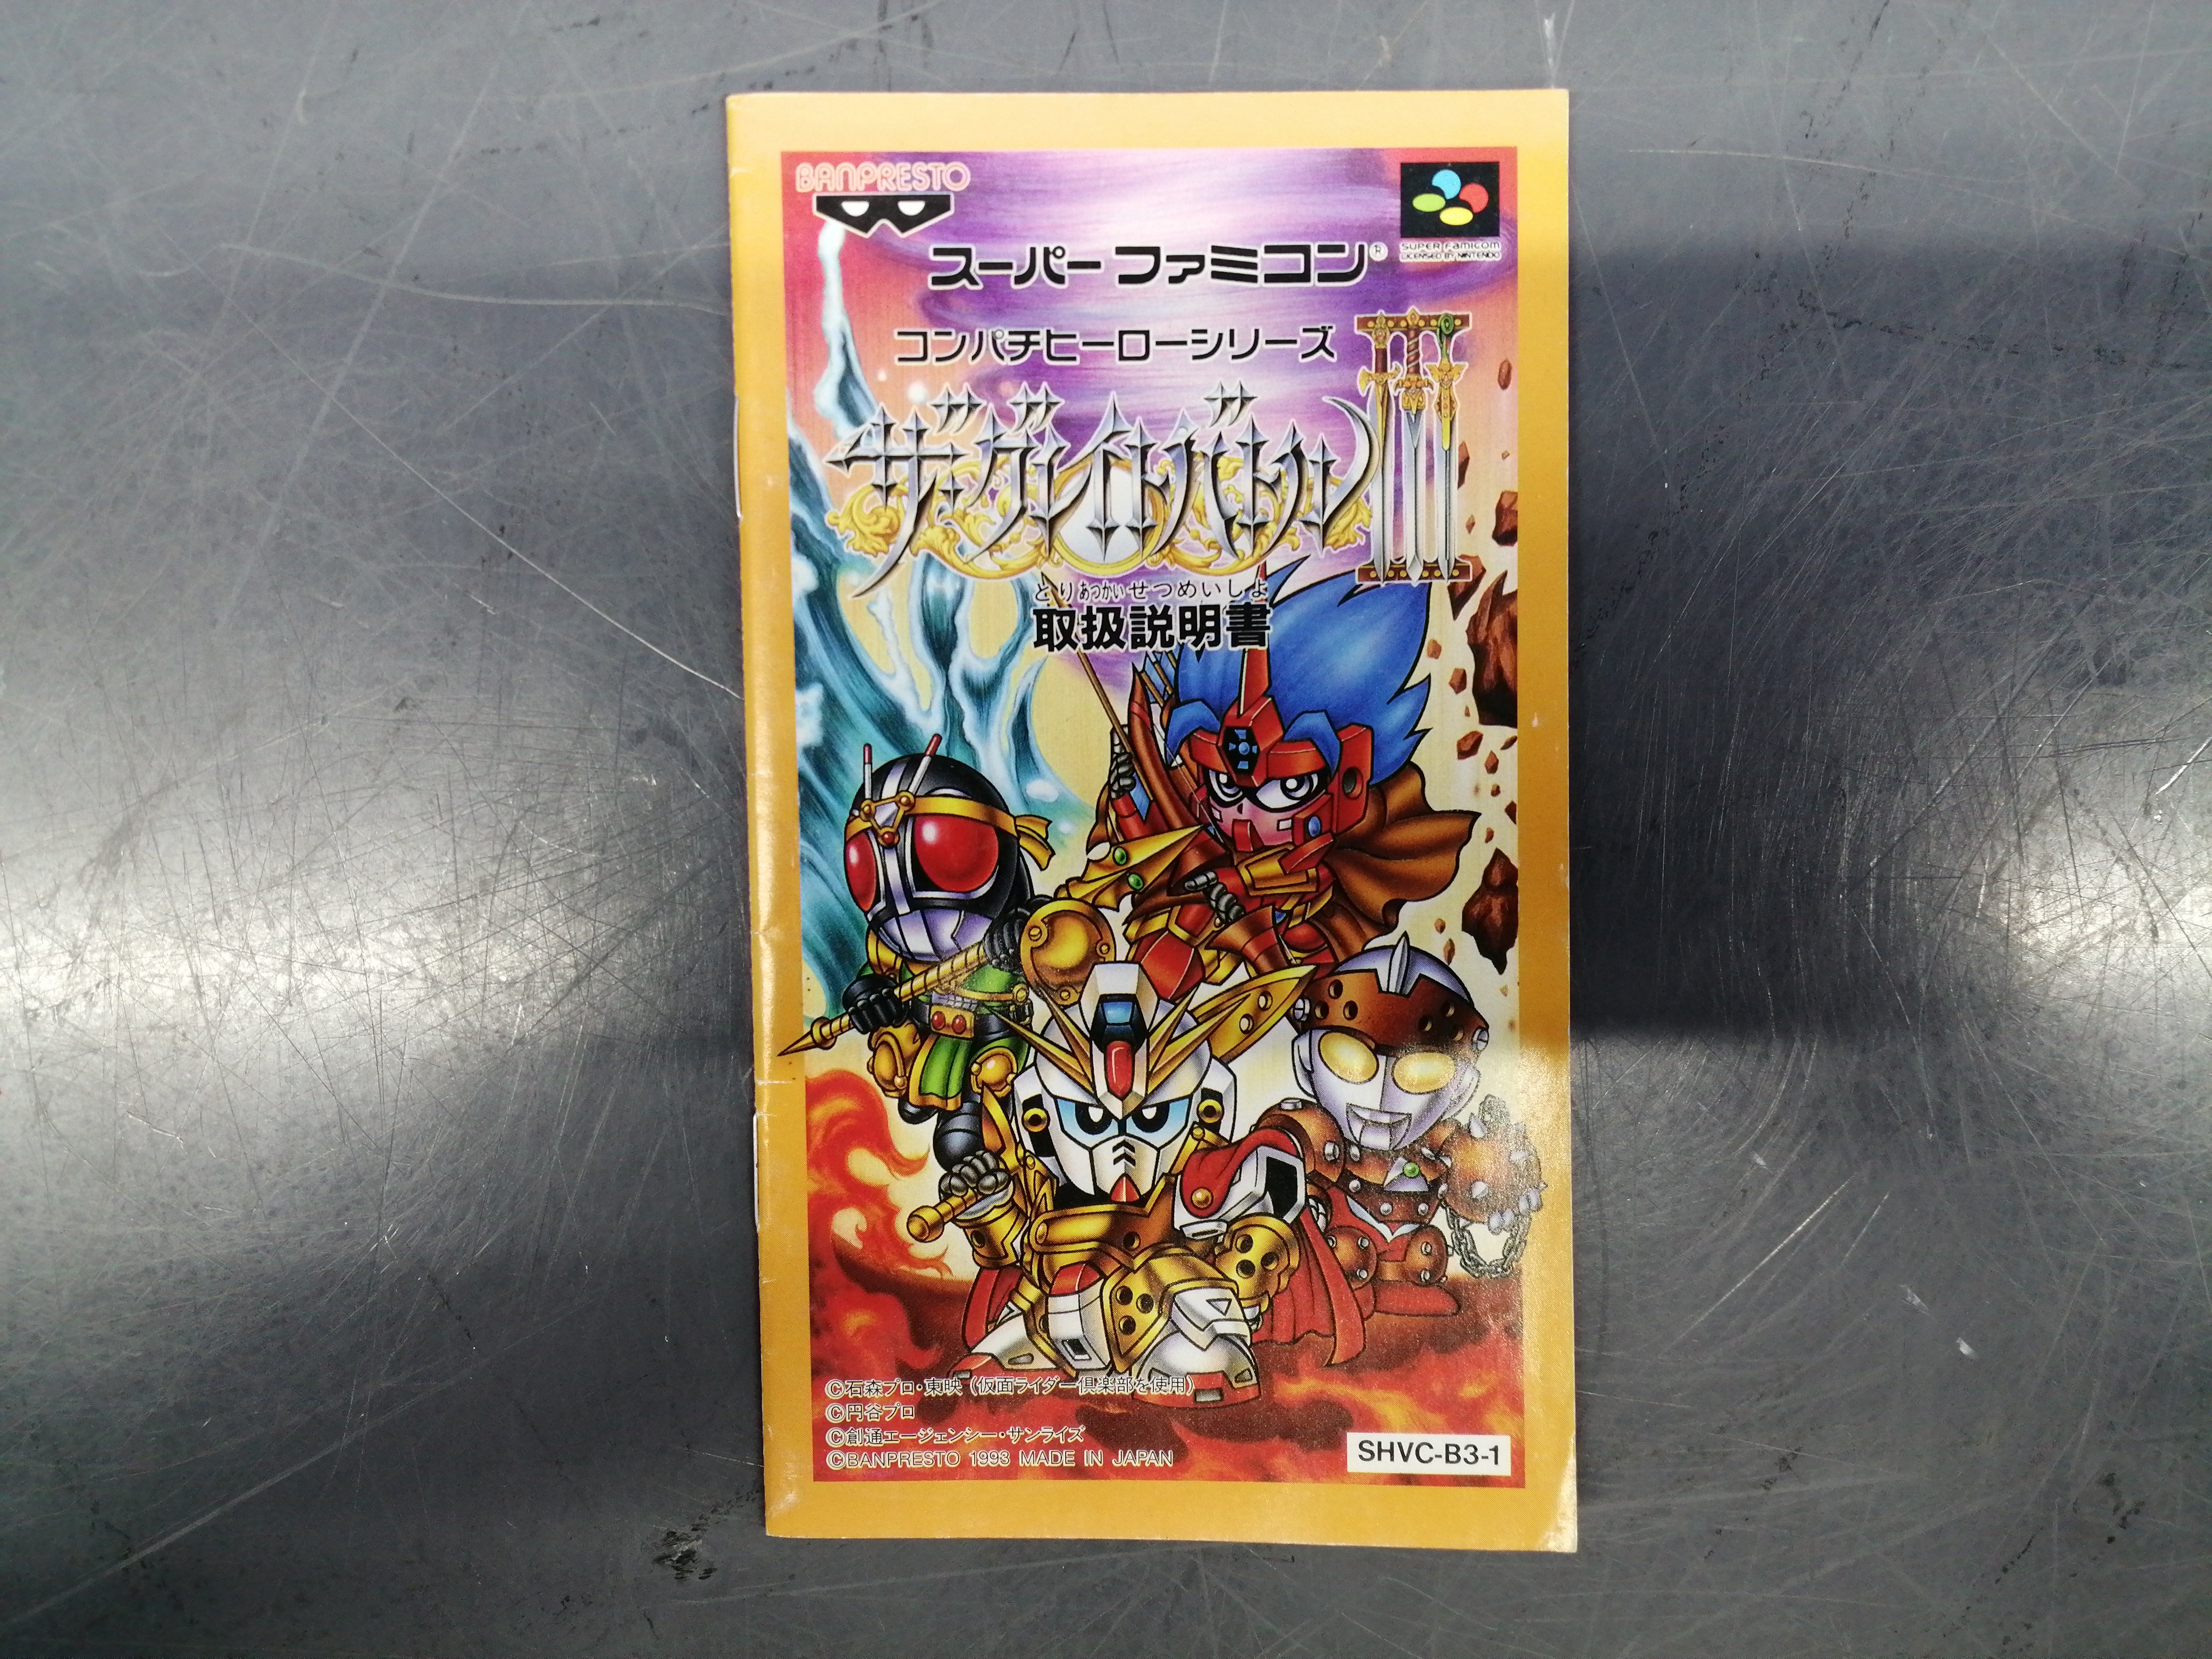 BANPRESTO
スーパーファミコン®
SUPER FAMICOM
LICENSED BY NINTENDO
コンパチヒーローシリーズ
ザ・グレイトバトルIII
とりあつかいせつめいしょ
取扱説明書
©石森プロ・東映（仮面ライダー倶楽部を使用）
©円谷プロ
©創通エージェンシー・サンライズ
©BANPRESTO 1993 MADE IN JAPAN
SHVC-B3-1